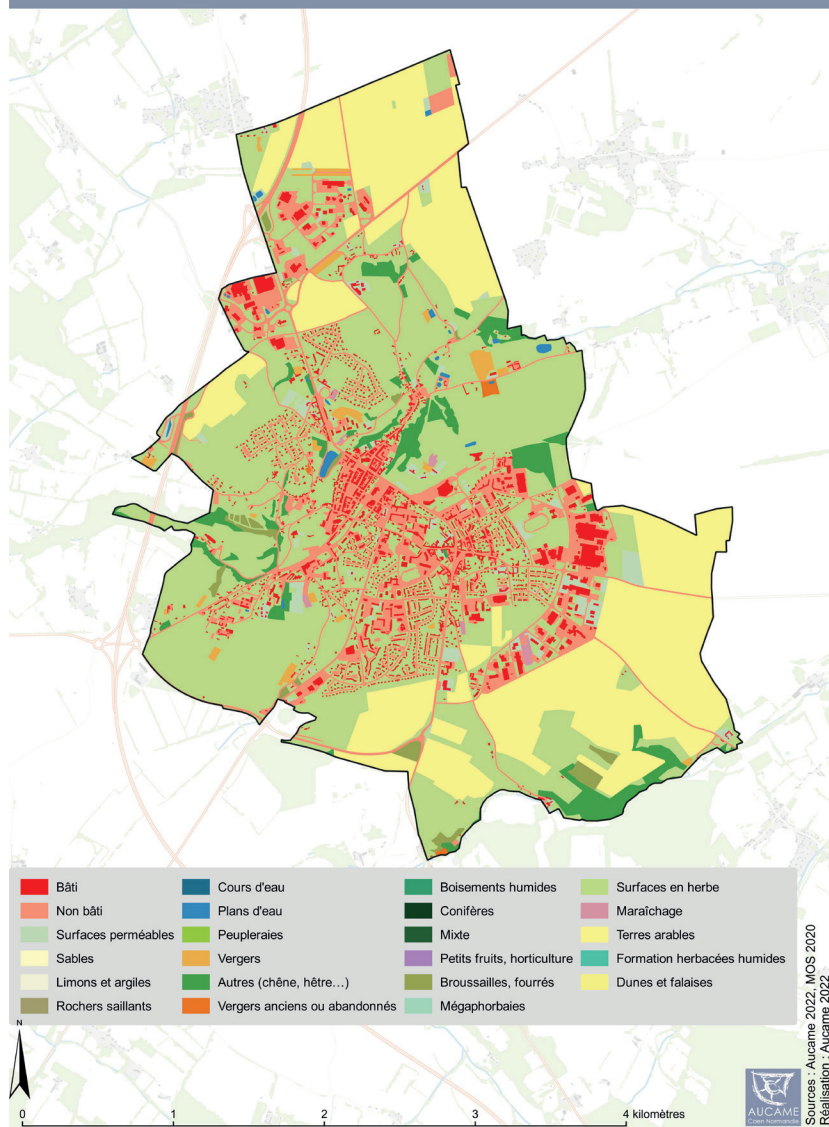 Bâti
Non bâti
Surfaces perméables
Sables
Limons et argiles
Rochers saillants
Cours d'eau
Plans d'eau
Peupleraies
Vergers
Autres (chêne, hêtre…)
Vergers anciens ou abandonnés
Boisements humides
Conifères
Mixte
Petits fruits, horticulture
Broussailles, fourrés
Mégaphorbaies
Surfaces en herbe
Maraîchage
Terres arables
Formation herbacées humides
Dunes et falaises
N
0 1 2 3 4 kilomètres
AUCAME
Caen Normandie
Sources : Aucame 2022, MOS 2020
Réalisation : Aucame 2022